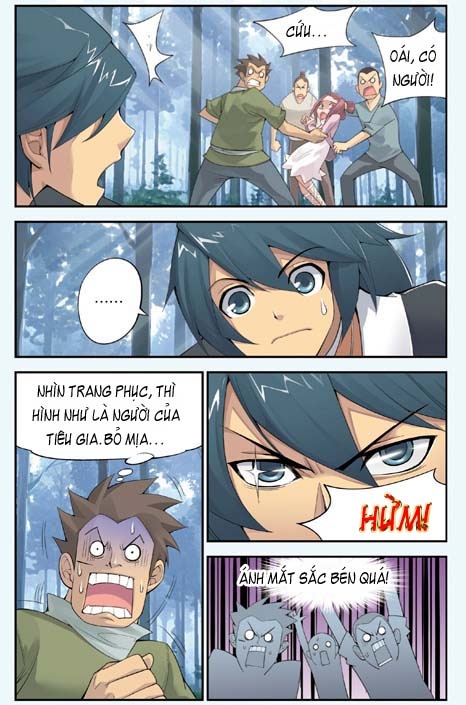 CỨU...
OÁI, CÓ
NGƯỜI!
......
NHÌN TRANG PHỤC, THÌ
HÌNH NHƯ LÀ NGƯỜI CỦA
TIÊU GIA.BỎ MỊA...
HỪM!
ÁNH MẮT SẮC BÉN QUÁ!